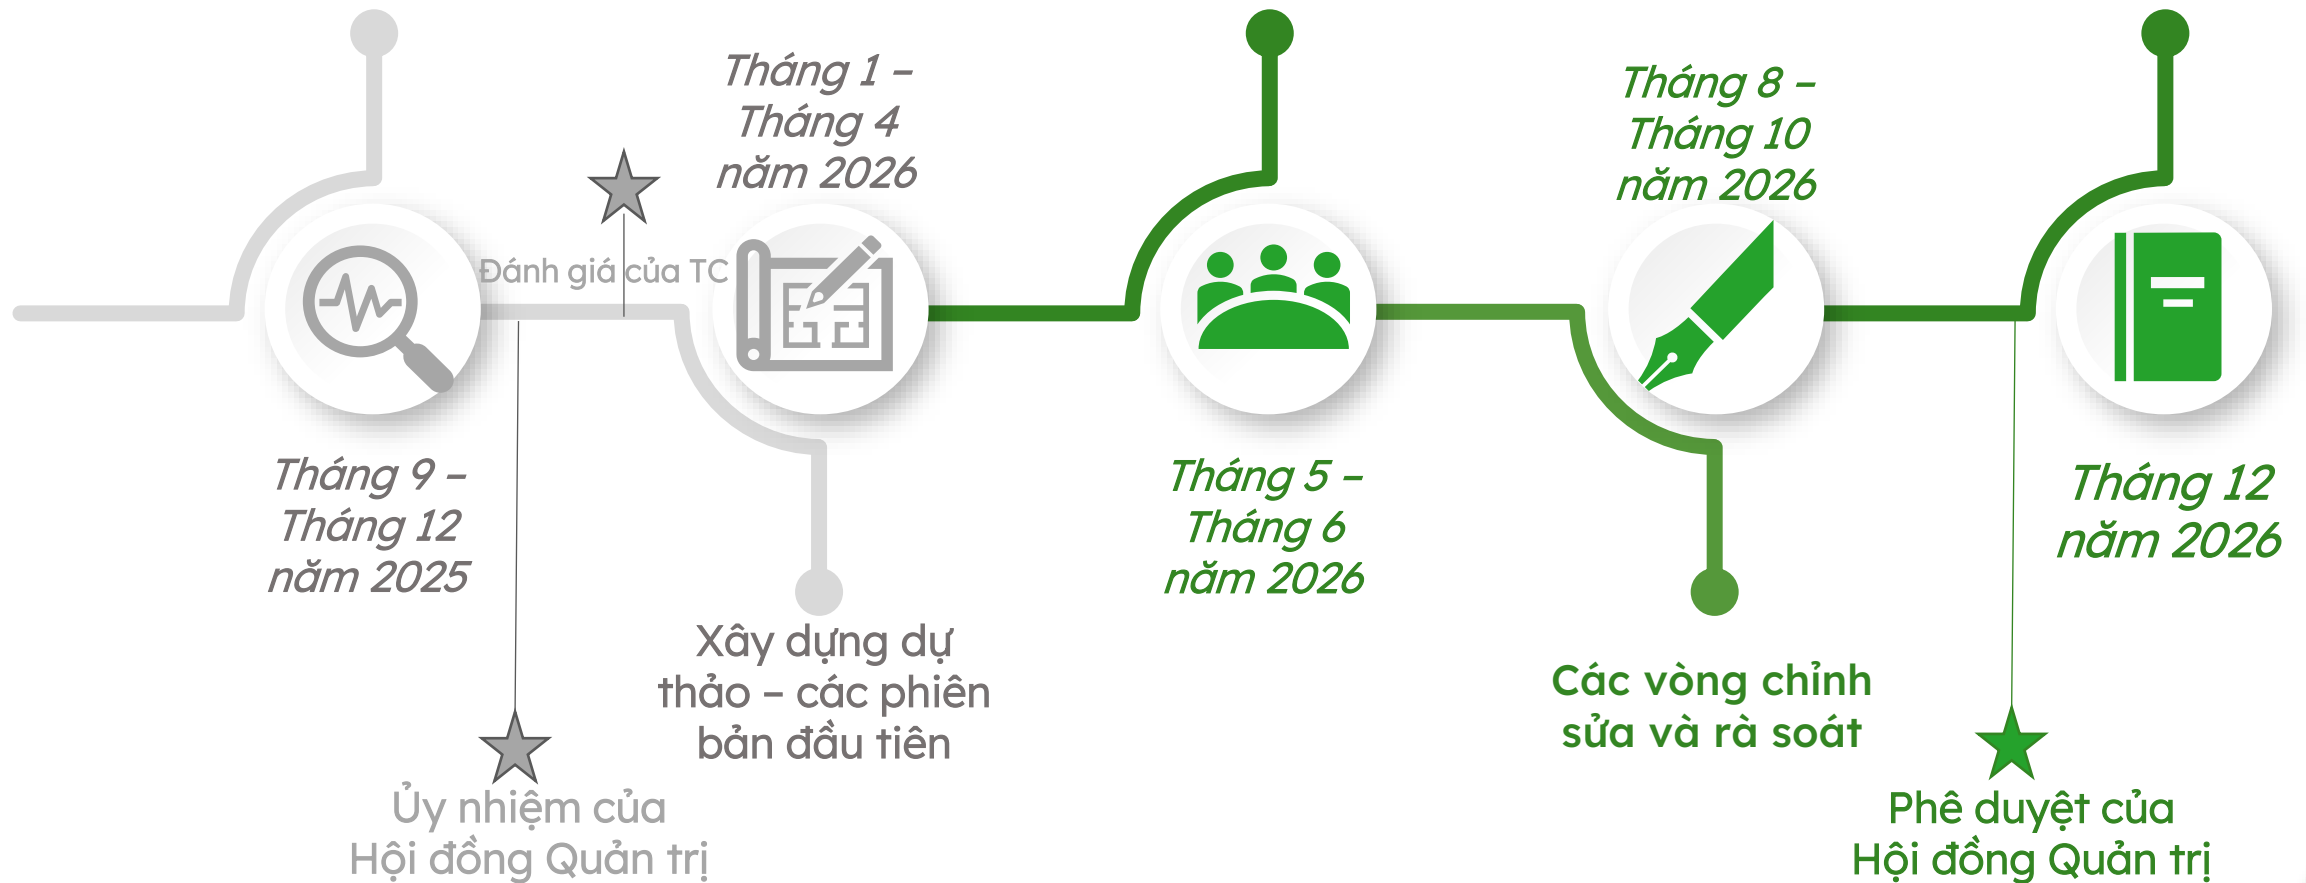 Tháng 9 –
Tháng 12
năm 2025
Ủy nhiệm của
Hội đồng Quản trị
Đánh giá của TC
Tháng 1 –
Tháng 4
năm 2026
Xây dựng dự
thảo – các phiên
bản đầu tiên
Tháng 5 –
Tháng 6
năm 2026
Tháng 8 –
Tháng 10
năm 2026
Các vòng chỉnh
sửa và rà soát
Phê duyệt của
Hội đồng Quản trị
Tháng 12
năm 2026